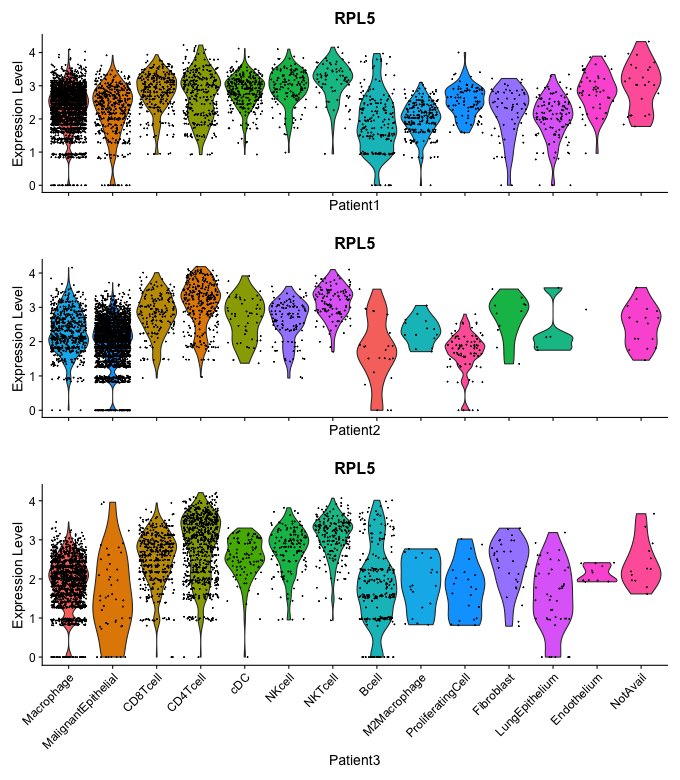 RPL5
Expression Level
4
3
2
1
0
Patient1
RPL5
Expression Level
4
3
2
1
0
Patient2
RPL5
Expression Level
4
3
2
1
0
Macrophage
MalignantEpithelial
CD8Tcell
CD4Tcell
cDC
NKcell
NKTcell
Bcell
M2Macrophage
ProliferatingCell
Fibroblast
LungEpithelium
Endothelium
NotAvail
Patient3